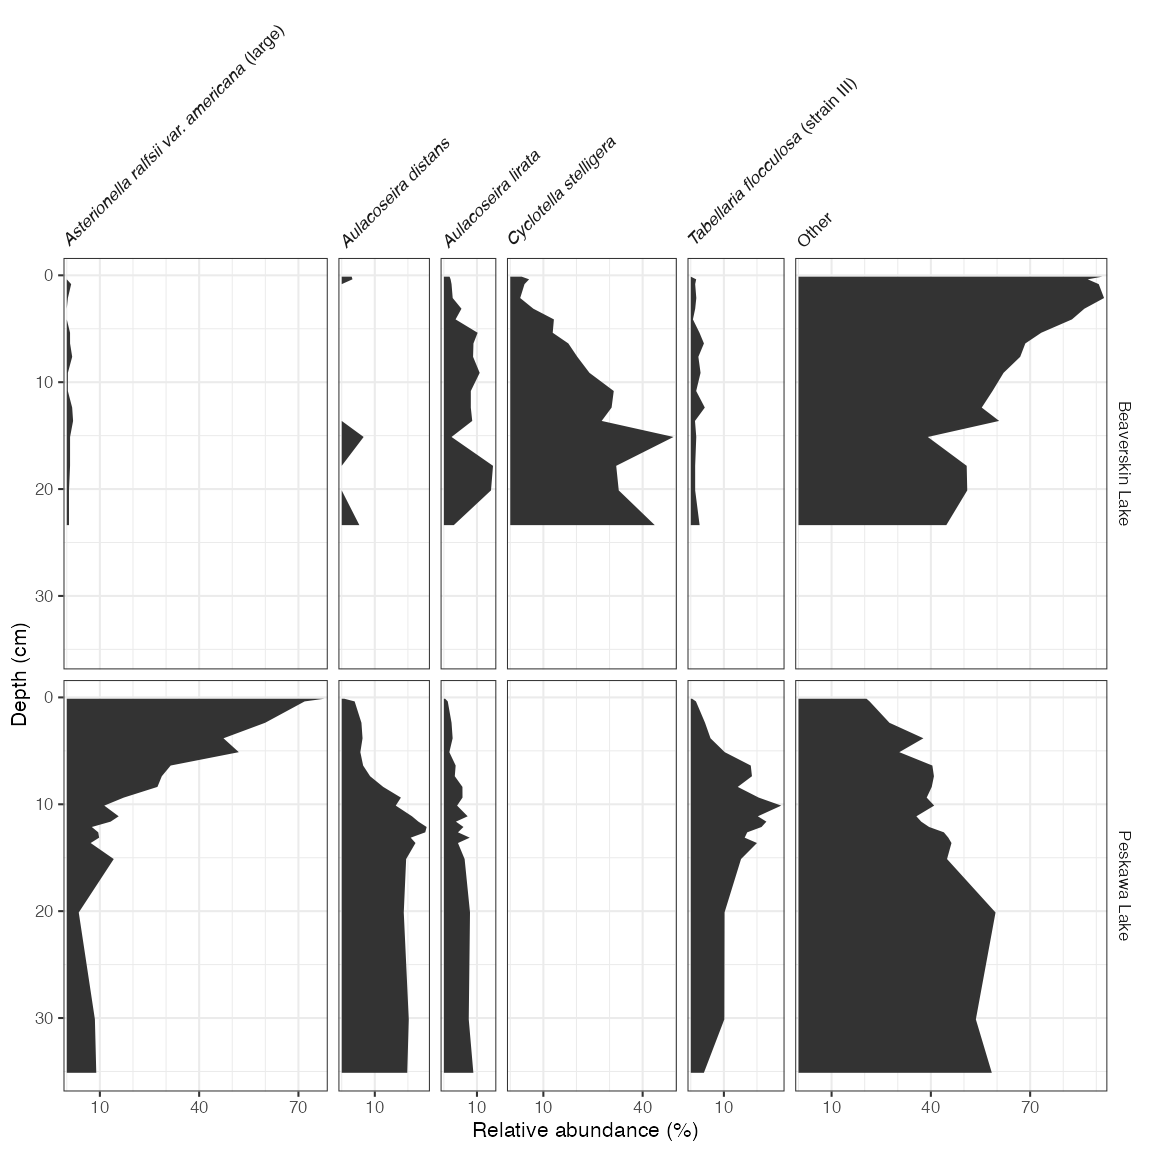 Asterionella ralfsii var. americana (large)
Aulacoseira distans
Aulacoseira lirata
Cyclotella stelligera
Tabellaria flocculosa (strain III)
Other
0
10
20
30
Beaverskin Lake
Depth (cm)
0
10
20
30
Peskawa Lake
10 40 70 10 10 10 40 10 10 40 70
Relative abundance (%)